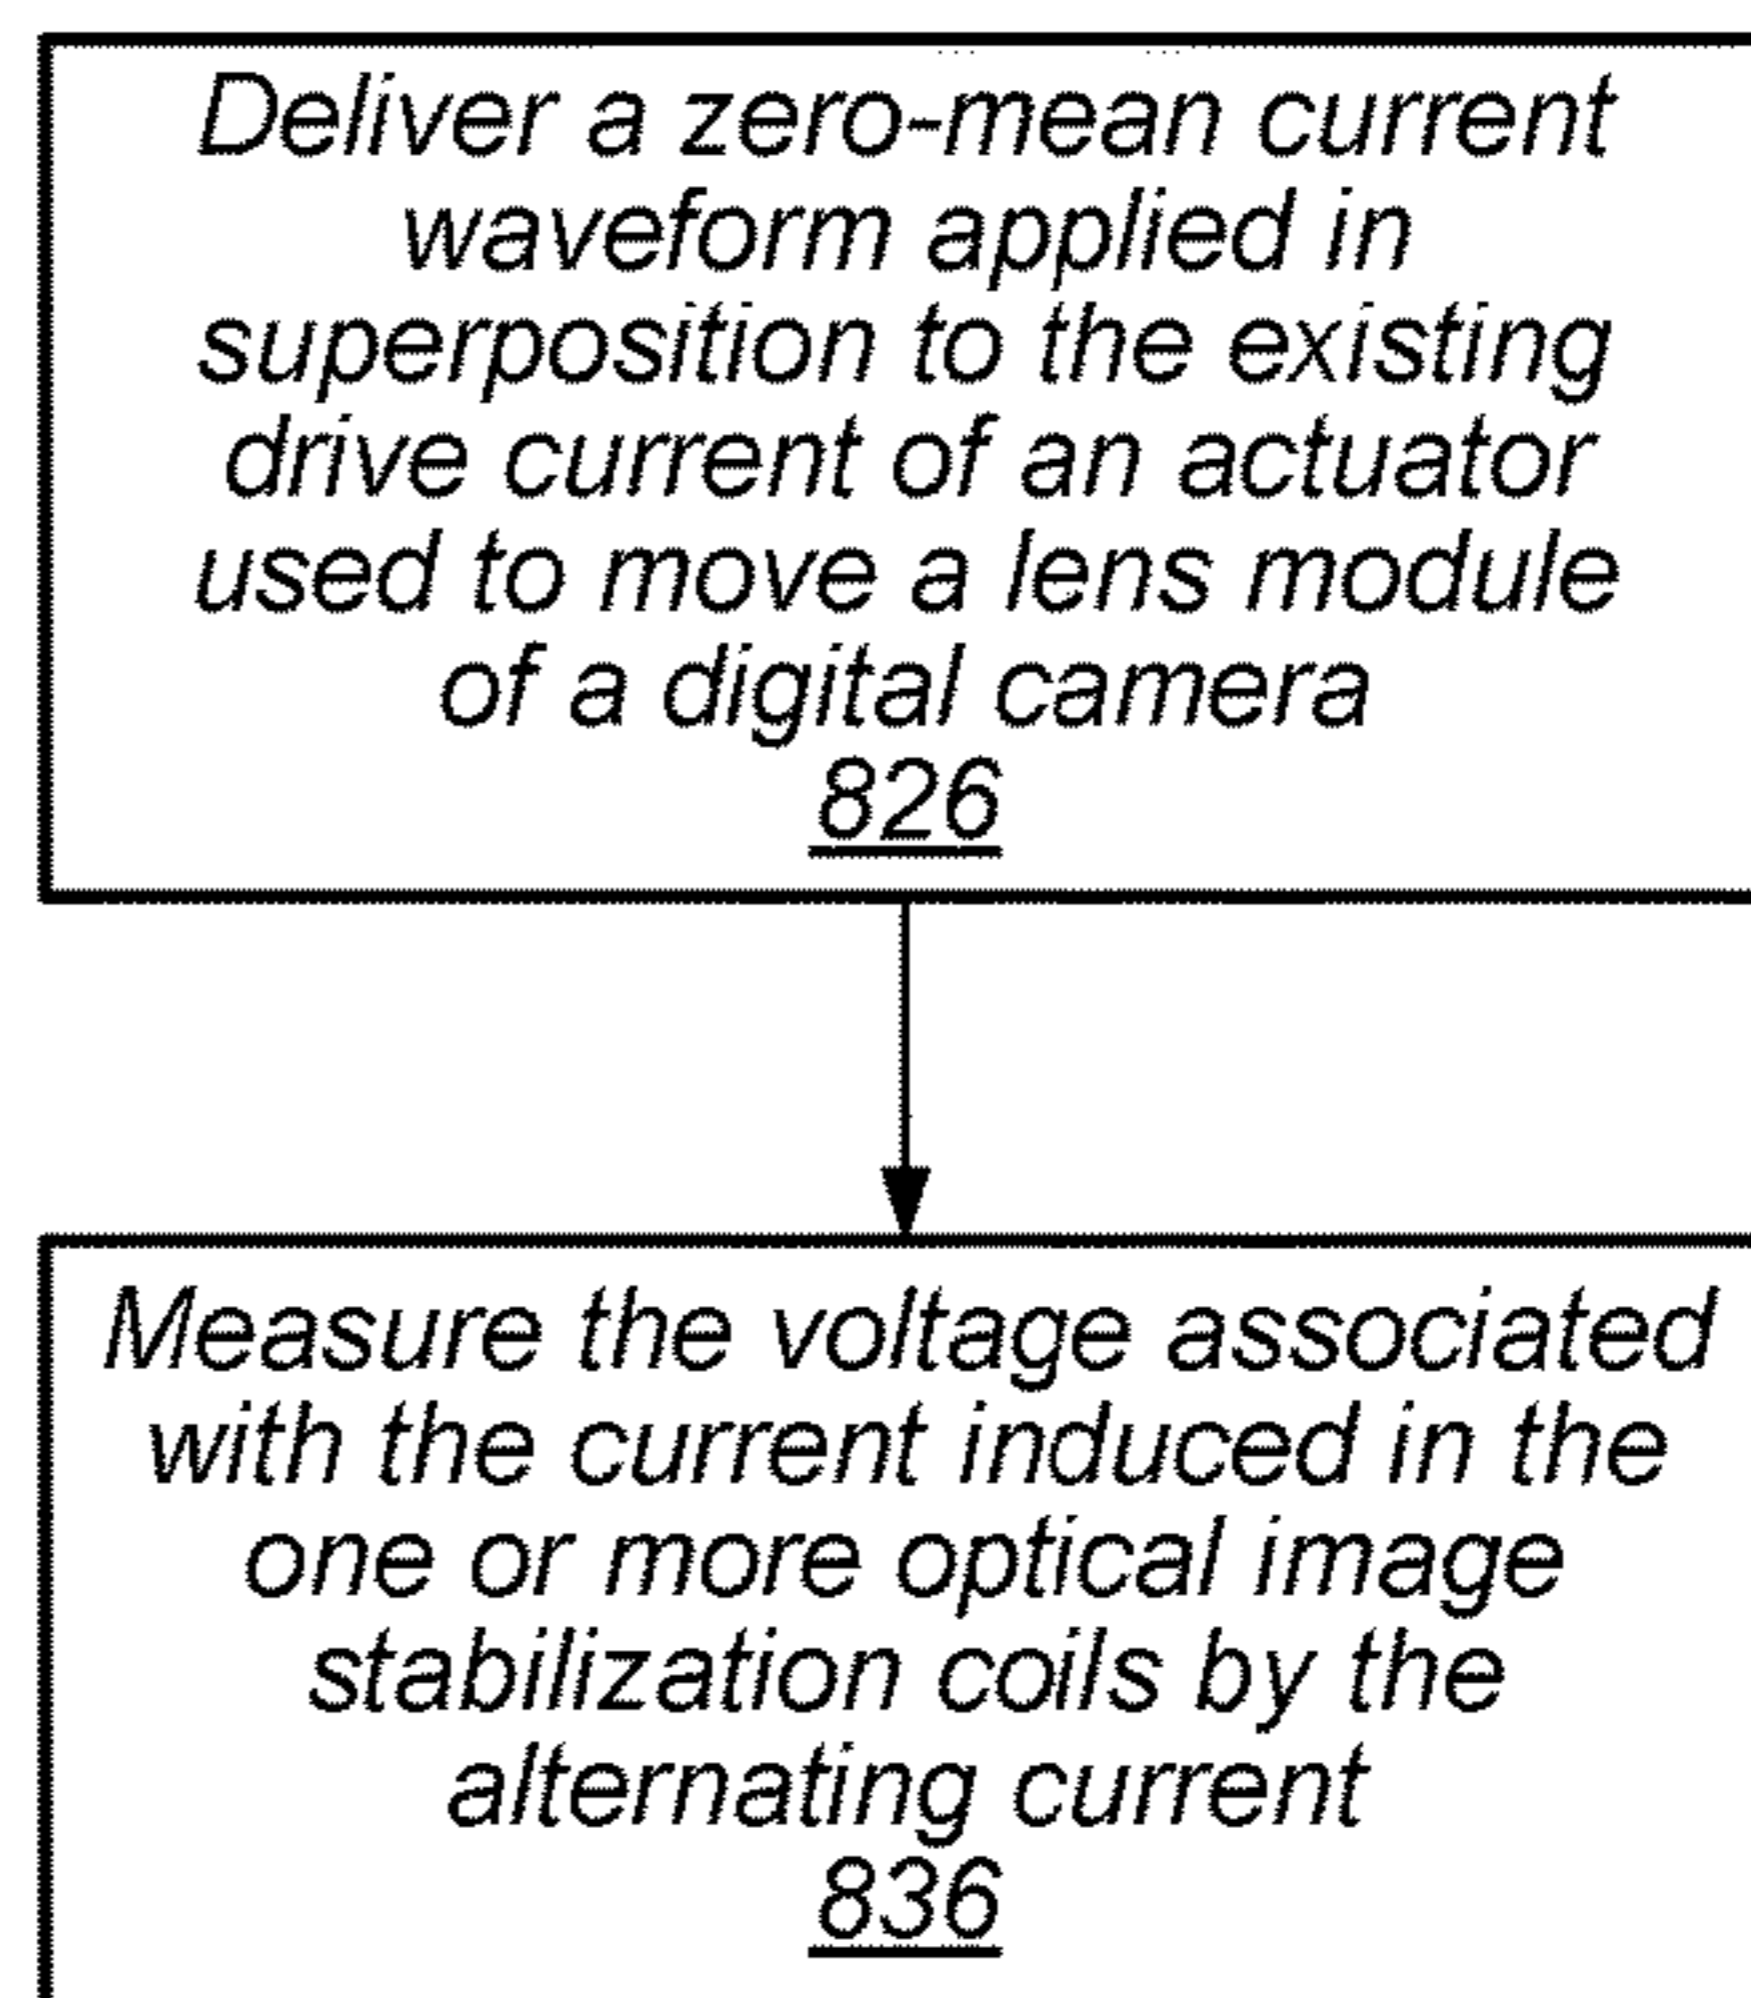 Deliver a zero-mean current
waveform applied in
superposition to the existing
drive current of an actuator
used to move a lens module
of a digital camera
826
Measure the voltage associated
with the current induced in the
one or more optical image
stabilization coils by the
alternating current
836